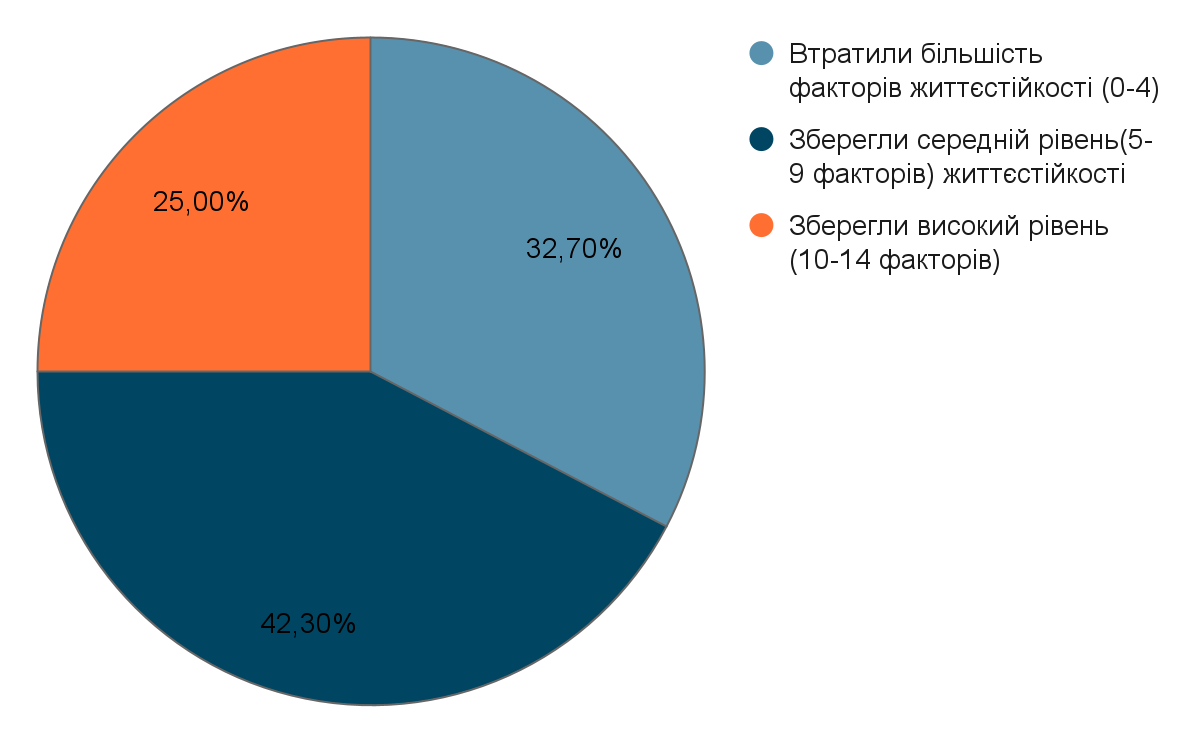 Втратили більшість
факторів життєстійкості (0-4)
Зберегли середній рівень(5-
9 факторів) життєстійкості
Зберегли високий рівень
(10-14 факторів)
25,00%
32,70%
42,30%